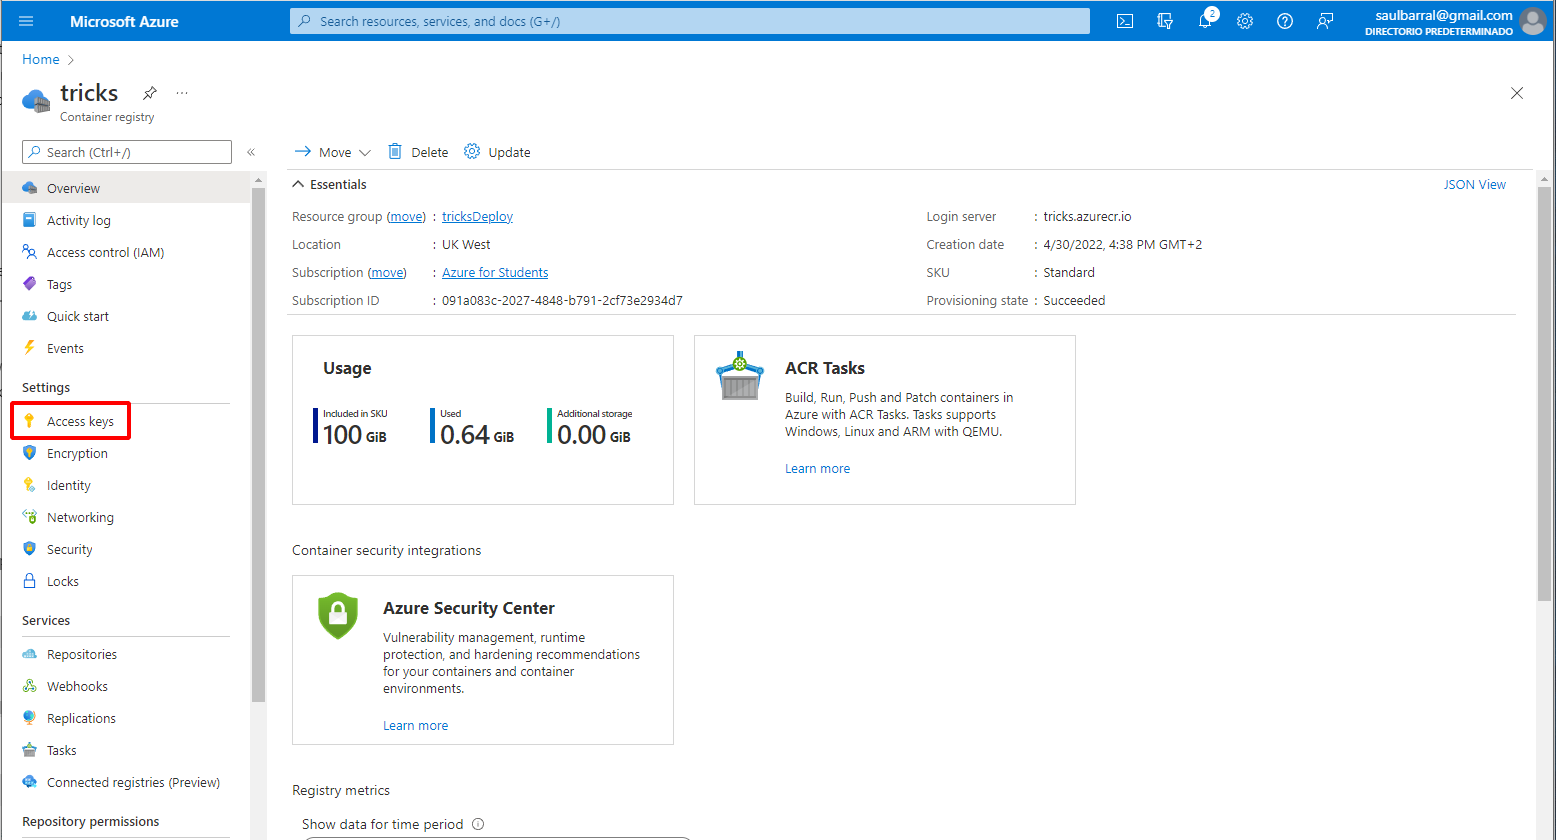 Microsoft Azure
Search resources, services, and docs (G+/)
2
saulbarral@gmail.com
DIRECTORIO PREDETERMINADO
Home
tricks
Container registry
Search (Ctrl+/)
«
Overview
Activity log
Access control (IAM)
Tags
Quick start
Events
Settings
Access keys
Encryption
Identity
Networking
Security
Locks
Services
Repositories
Webhooks
Replications
Tasks
Connected registries (Preview)
Repository permissions
Move Delete Update
Essentials
JSON View
Resource group (move) : tricksDeploy
Location : UK West
Subscription (move) : Azure for Students
Subscription ID : 091a083c-2027-4848-b791-2cf73e2934d7
Login server : tricks.azurecr.io
Creation date : 4/30/2022, 4:38 PM GMT+2
SKU : Standard
Provisioning state : Succeeded
Usage
Included in SKU
100 GiB
Used
0.64 GiB
Additional storage
0.00 GiB
ACR Tasks
Build, Run, Push and Patch containers in
Azure with ACR Tasks. Tasks supports
Windows, Linux and ARM with QEMU.
Learn more
Container security integrations
Azure Security Center
Vulnerability management, runtime
protection, and hardening recommendations
for your containers and container
environments.
Learn more
Registry metrics
Show data for time period